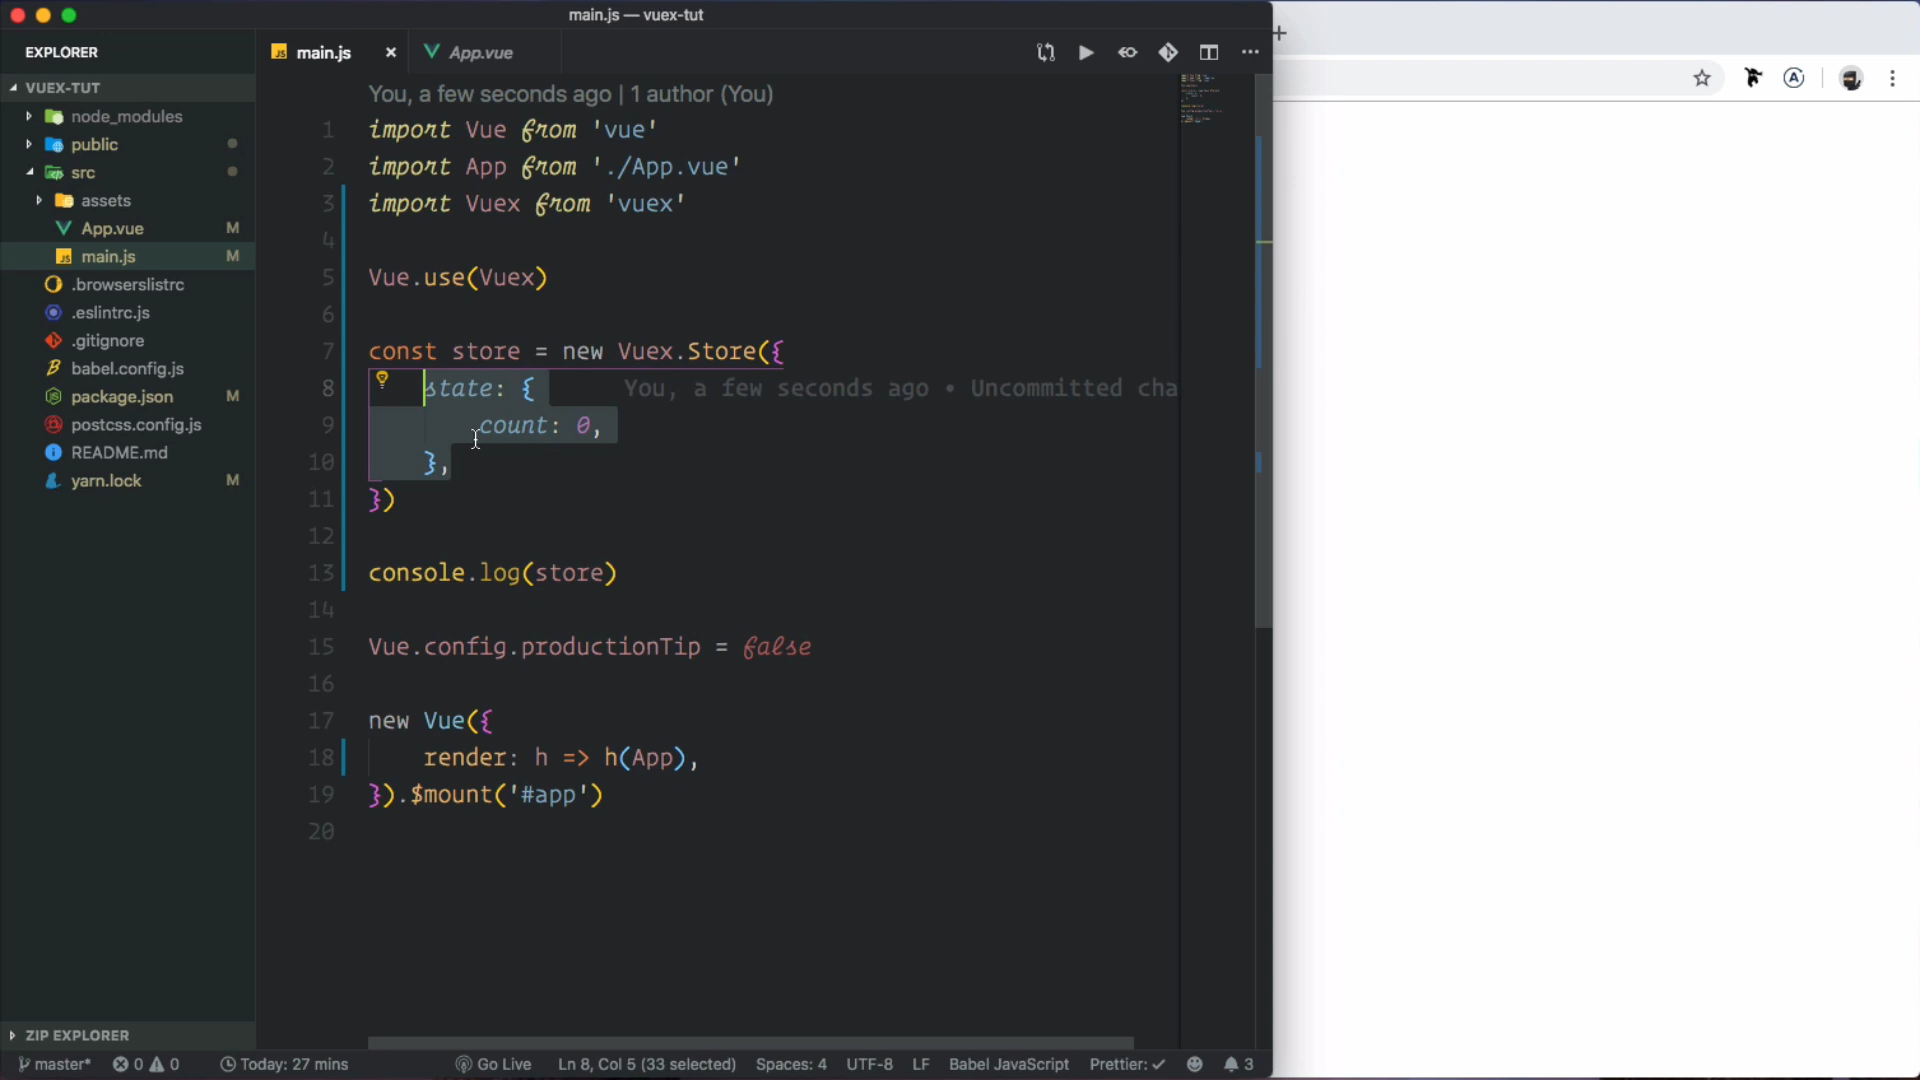 main.js — vuex-tut
EXPLORER
VUEX-TUT
node_modules
public
src
assets
App.vue M
main.js M
.browserslistrc
.eslintrc.js
.gitignore
babel.config.js
package.json M
postcss.config.js
README.md
yarn.lock M
ZIP EXPLORER
main.js
App.vue
You, a few seconds ago | 1 author (You)
1 import Vue from 'vue'
2 import App from './App.vue'
3 import Vuex from 'vuex'
4
5 Vue.use(Vuex)
6
7 const store = new Vuex.Store({
8 state: { You, a few seconds ago • Uncommitted cha
9 count: 0,
10 },
11 })
12
13 console.log(store)
14
15 Vue.config.productionTip = false
16
17 new Vue({
18 render: h => h(App),
19 }).$mount('#app')
20
master* 0 0 Today: 27 mins Go Live Ln 8, Col 5 (33 selected) Spaces: 4 UTF-8 LF Babel JavaScript Prettier: ✓ 3